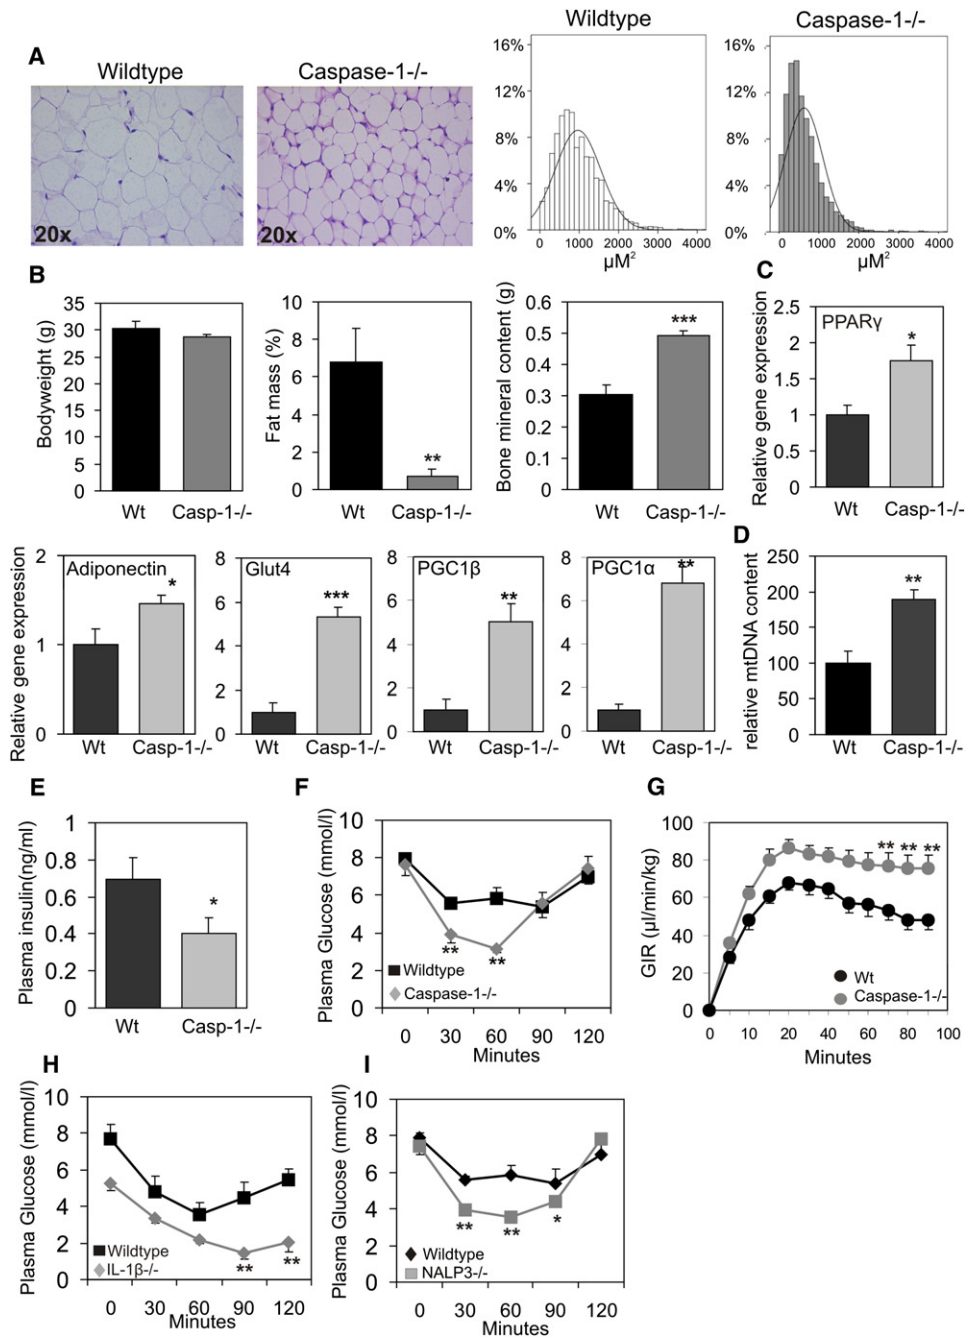 A
Wildtype
Caspase-1-/-
20x
20x
Wildtype
16%
12%
8%
4%
0%
0 1000 2000 3000 4000
µM²
Caspase-1-/-
16%
12%
8%
4%
0%
0 1000 2000 3000 4000
µM²
B
Bodyweight (g)
35
30
25
20
15
10
5
0
Wt Casp-1-/-
Fat mass (%)
10
8
6
4
2
0
**
Wt Casp-1-/-
Bone mineral content (g)
0.6
0.5
0.4
0.3
0.2
0.1
0
***
Wt Casp-1-/-
C
Relative gene expression
2.5
2
1.5
1
0.5
0
PPARγ
*
Wt Casp-1-/-
Relative gene expression
2
1
0
Adiponectin
*
Wt Casp-1-/-
8
6
4
2
0
Glut4
***
Wt Casp-1-/-
8
6
4
2
0
PGC1β
**
Wt Casp-1-/-
8
6
4
2
0
PGC1α
**
Wt Casp-1-/-
D
relative mtDNA content
250
200
150
100
50
0
**
Wt Casp-1-/-
E
Plasma insulin(ng/ml)
1
0.8
0.6
0.4
0.2
0
*
Wt Casp-1-/-
F
Plasma Glucose (mmol/l)
10
8
6
4
2
0
** **
Wildtype
Caspase-1-/-
0 30 60 90 120
Minutes
G
GIR (µl/min/kg)
100
80
60
40
20
0
** ** **
Wt
Caspase-1-/-
0 10 20 40 60 80 100
Minutes
H
Plasma Glucose (mmol/l)
10
8
6
4
2
0
** **
Wildtype
IL-1β-/-
0 30 60 90 120
Minutes
I
Plasma Glucose (mmol/l)
10
8
6
4
2
0
** ** *
Wildtype
NALP3-/-
0 30 60 90 120
Minutes